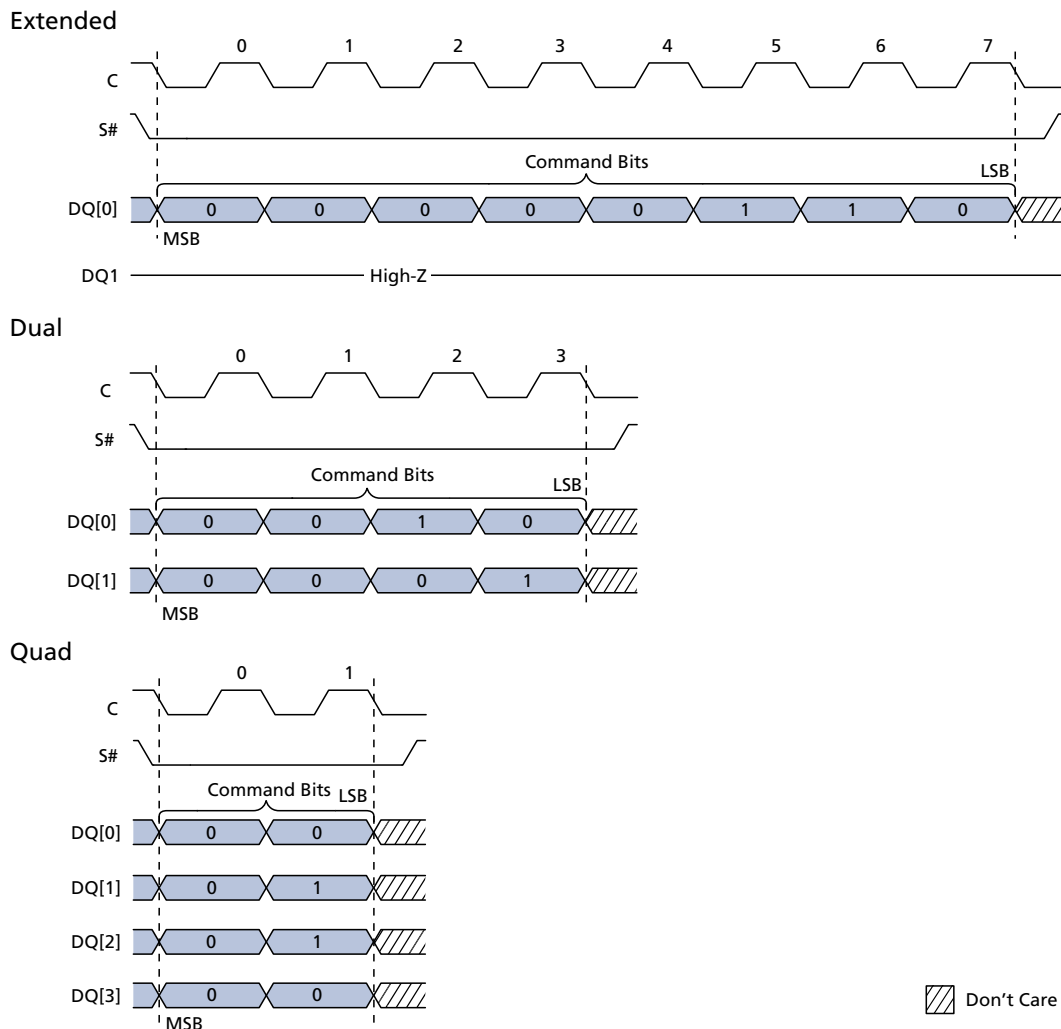 Extended
0 1 2 3 4 5 6 7
C
S#
Command Bits
LSB
DQ[0] 0 0 0 0 0 1 1 0
MSB
DQ1 High-Z
Dual
0 1 2 3
C
S#
Command Bits
LSB
DQ[0] 0 0 1 0
DQ[1] 0 0 0 1
MSB
Quad
0 1
C
S#
Command Bits LSB
DQ[0] 0 0
DQ[1] 0 1
DQ[2] 0 1
DQ[3] 0 0
MSB
Don't Care